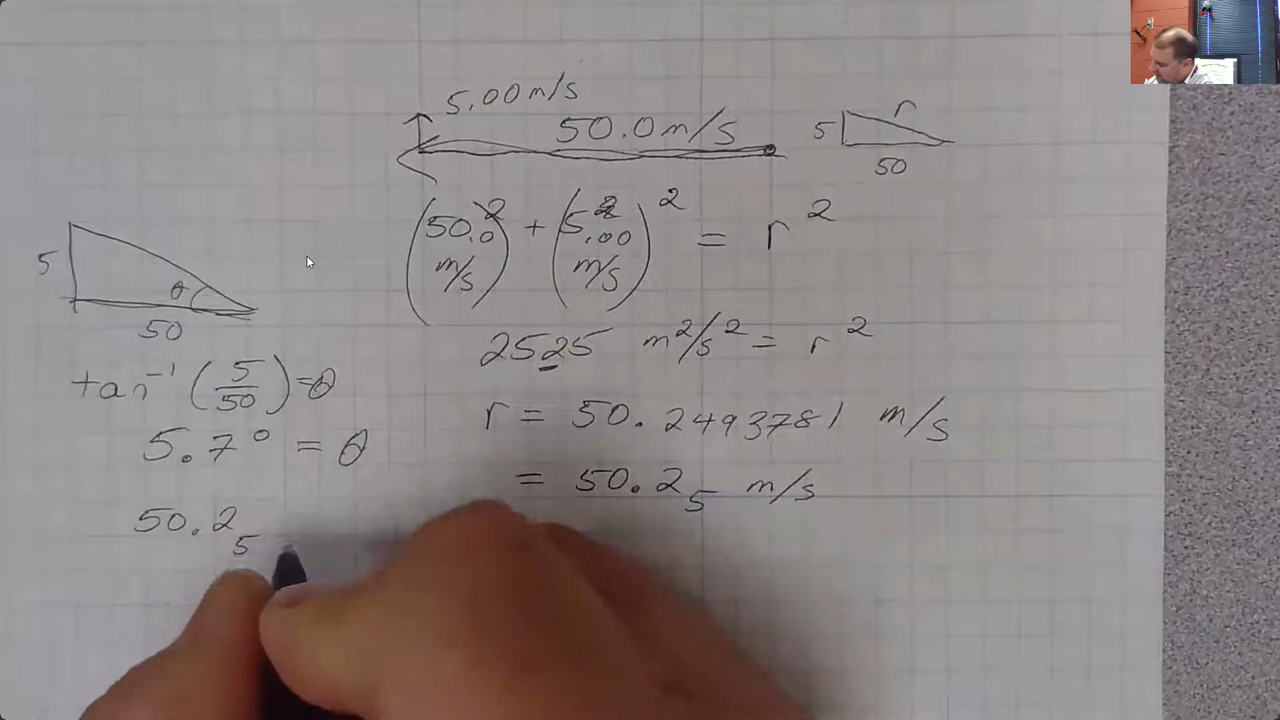 5.00 m/s
50.0 m/s
5
r
50
(50.0 m/s)² + (5.00 m/s)² = r²
5
θ
50
2525 m²/s² = r²
tan⁻¹(5/50) = θ
r = 50.2493781 m/s
5.7° = θ
= 50.2₅ m/s
50.2₅